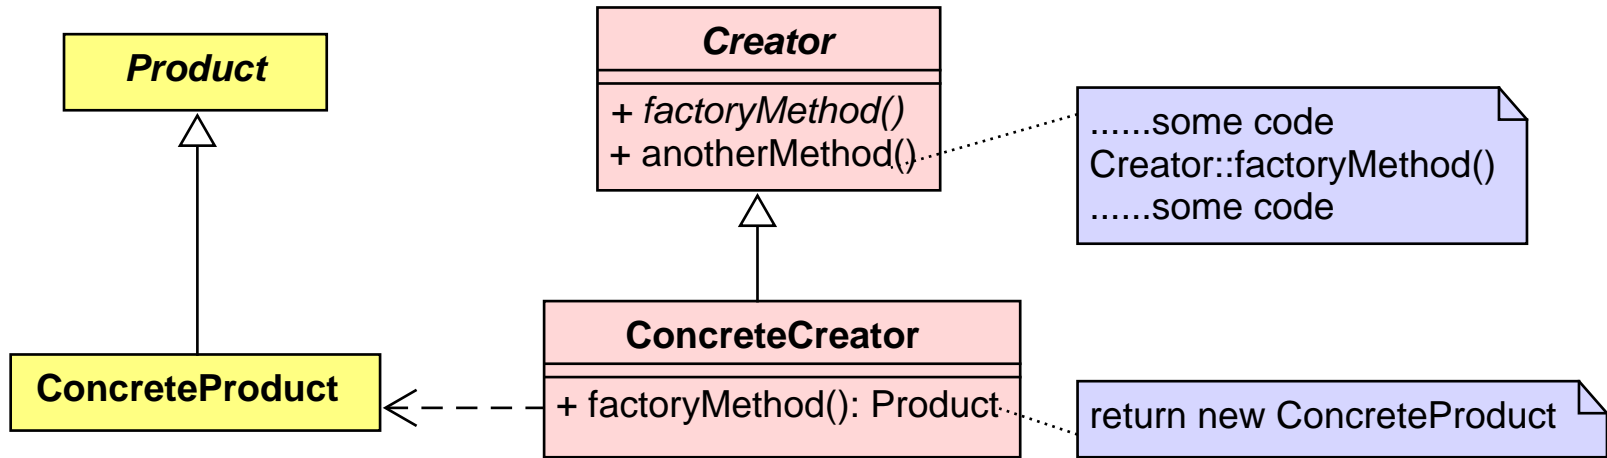 Product
Creator
+ factoryMethod()
+ anotherMethod()
......some code
Creator::factoryMethod()
......some code
ConcreteProduct
ConcreteCreator
+ factoryMethod(): Product
return new ConcreteProduct